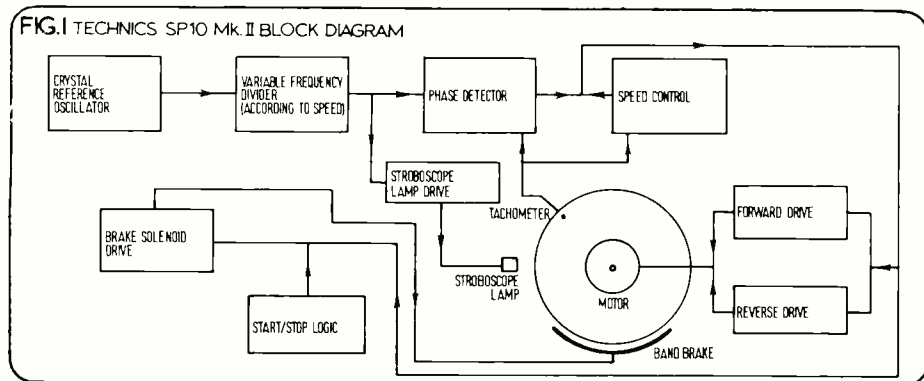 FIG.1 TECHNICS SP10 Mk.II BLOCK DIAGRAM
CRYSTAL
REFERENCE
OSCILLATOR
VARIABLE FREQUENCY
DIVIDER
(ACCORDING TO SPEED)
PHASE DETECTOR
SPEED CONTROL
STROBOSCOPE
LAMP DRIVE
TACHOMETER
FORWARD DRIVE
BRAKE SOLENOID
DRIVE
STROBOSCOPE
LAMP
MOTOR
START/STOP LOGIC
REVERSE DRIVE
BAND BRAKE